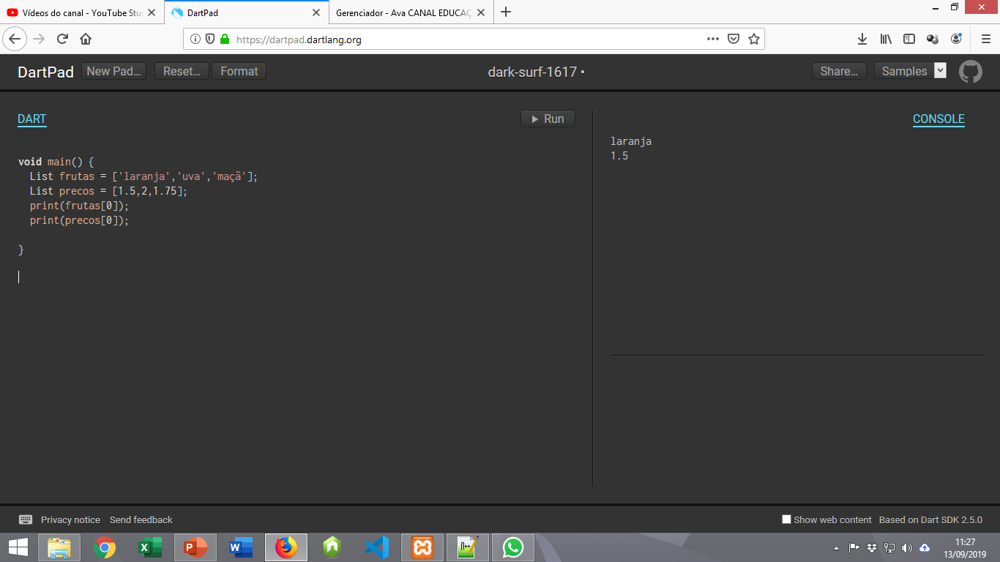 Vídeos do canal - YouTube Stu
DartPad
Gerenciador - Ava CANAL EDUCAÇ
https://dartpad.dartlang.org
DartPad
New Pad...
Reset...
Format
dark-surf-1617 •
Share...
Samples
DART
Run
CONSOLE
void main() {
  List frutas = ['laranja','uva','maçã'];
  List precos = [1.5,2,1.75];
  print(frutas[0]);
  print(precos[0]);
}
laranja
1.5
Privacy notice
Send feedback
Show web content
Based on Dart SDK 2.5.0
11:27
13/09/2019